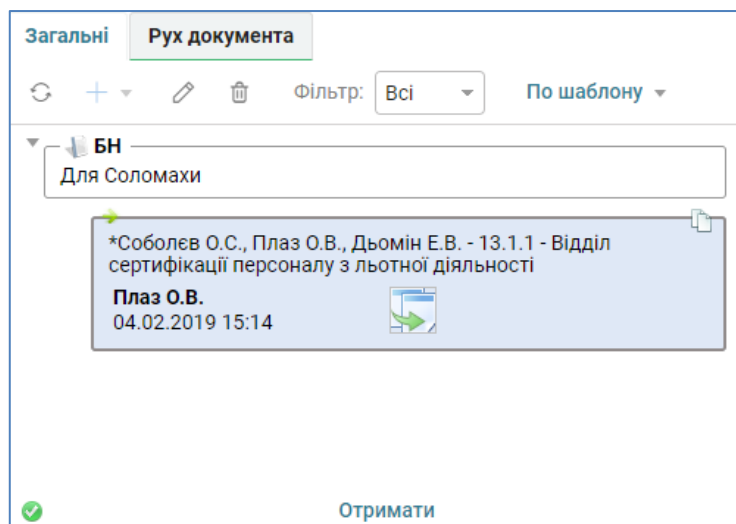 Загальні Рух документа
Фільтр: Всі По шаблону
БН
Для Соломахи
*Соболєв О.С., Плаз О.В., Дьомін Е.В. - 13.1.1 - Відділ
сертифікації персоналу з льотної діяльності
Плаз О.В.
04.02.2019 15:14
Отримати